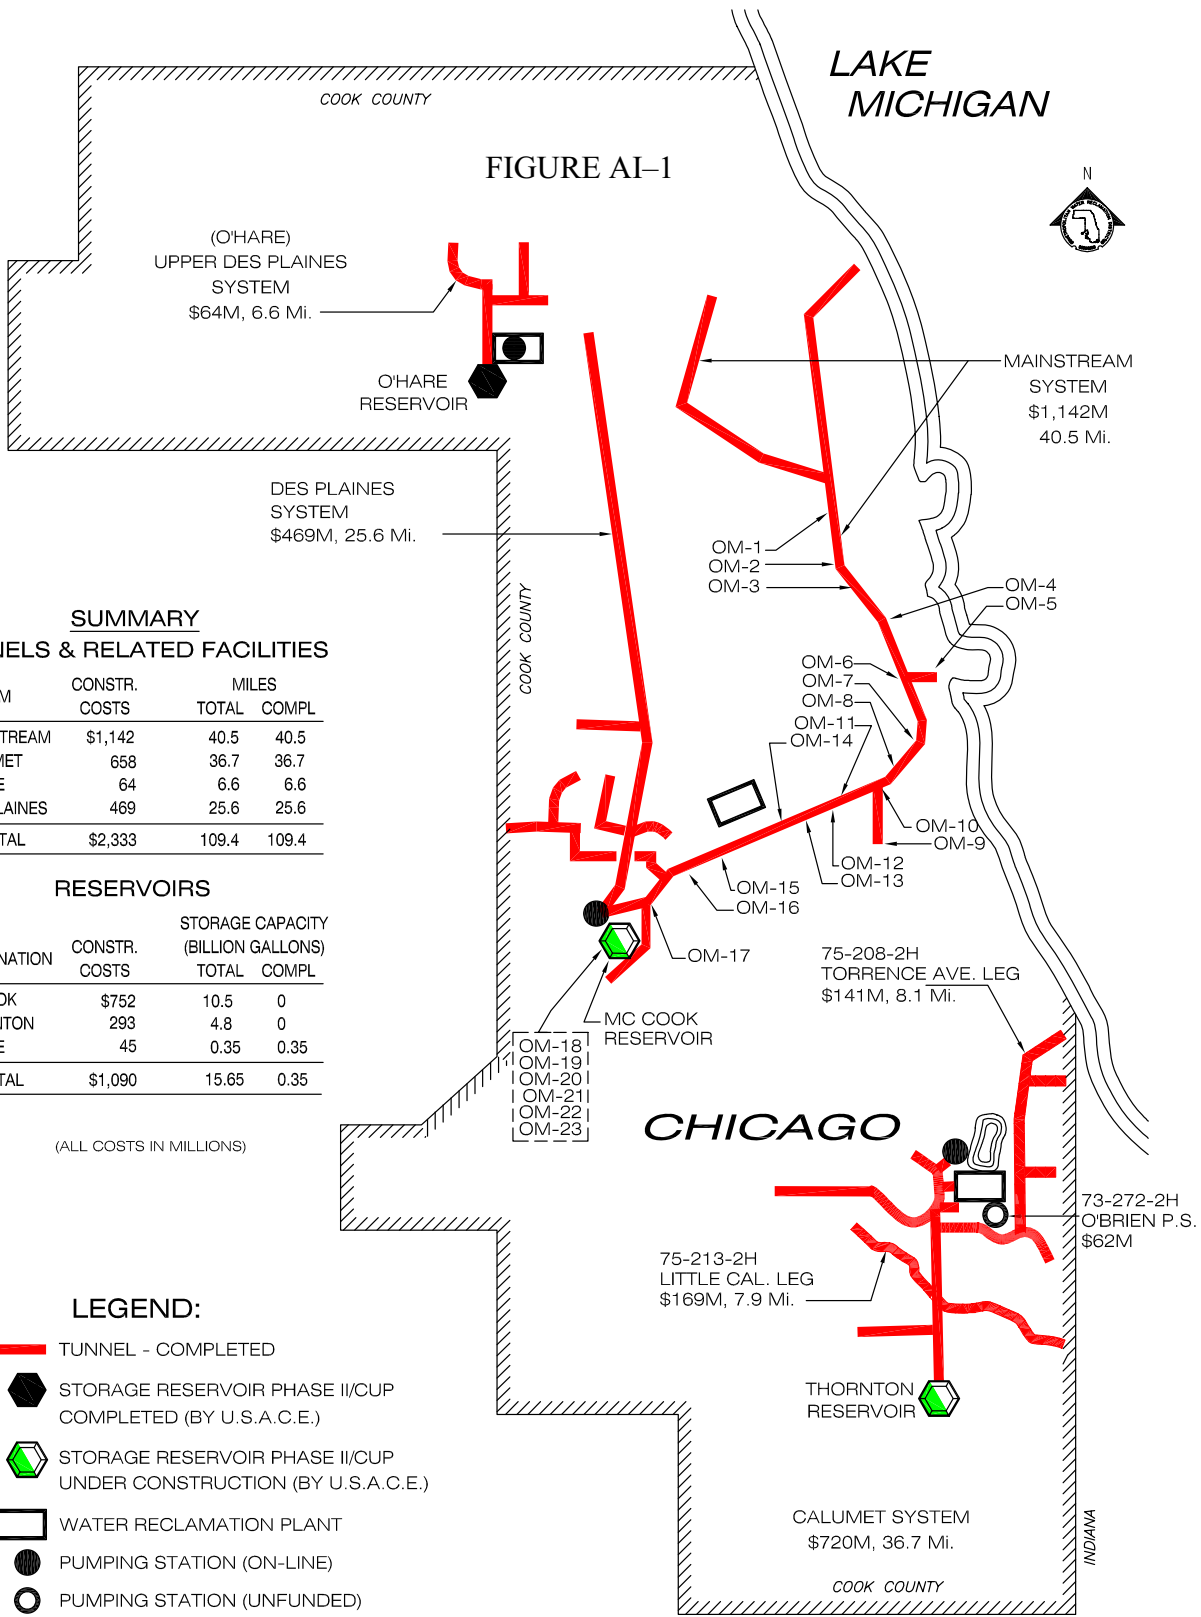 LAKE
MICHIGAN
COOK COUNTY
FIGURE AI–1
N
(O'HARE)
UPPER DES PLAINES
SYSTEM
$64M, 6.6 Mi.
O'HARE
RESERVOIR
MAINSTREAM
SYSTEM
$1,142M
40.5 Mi.
DES PLAINES
SYSTEM
$469M, 25.6 Mi.
OM-1
OM-2
OM-3
OM-4
OM-5
COOK COUNTY
OM-6
OM-7
OM-8
OM-11
OM-14
OM-10
OM-9
OM-12
OM-13
OM-15
OM-16
OM-17
SUMMARY
NELS & RELATED FACILITIES
M CONSTR. MILES
COSTS TOTAL COMPL
TREAM $1,142 40.5 40.5
MET 658 36.7 36.7
E 64 6.6 6.6
LAINES 469 25.6 25.6
TAL $2,333 109.4 109.4
RESERVOIRS
STORAGE CAPACITY
NATION CONSTR. (BILLION GALLONS)
COSTS TOTAL COMPL
OK $752 10.5 0
NTON 293 4.8 0
E 45 0.35 0.35
TAL $1,090 15.65 0.35
(ALL COSTS IN MILLIONS)
MC COOK
RESERVOIR
OM-18
OM-19
OM-20
OM-21
OM-22
OM-23
75-208-2H
TORRENCE AVE. LEG
$141M, 8.1 Mi.
CHICAGO
73-272-2H
O'BRIEN P.S.
$62M
75-213-2H
LITTLE CAL. LEG
$169M, 7.9 Mi.
THORNTON
RESERVOIR
CALUMET SYSTEM
$720M, 36.7 Mi.
COOK COUNTY
INDIANA
LEGEND:
TUNNEL - COMPLETED
STORAGE RESERVOIR PHASE II/CUP
COMPLETED (BY U.S.A.C.E.)
STORAGE RESERVOIR PHASE II/CUP
UNDER CONSTRUCTION (BY U.S.A.C.E.)
WATER RECLAMATION PLANT
PUMPING STATION (ON-LINE)
PUMPING STATION (UNFUNDED)